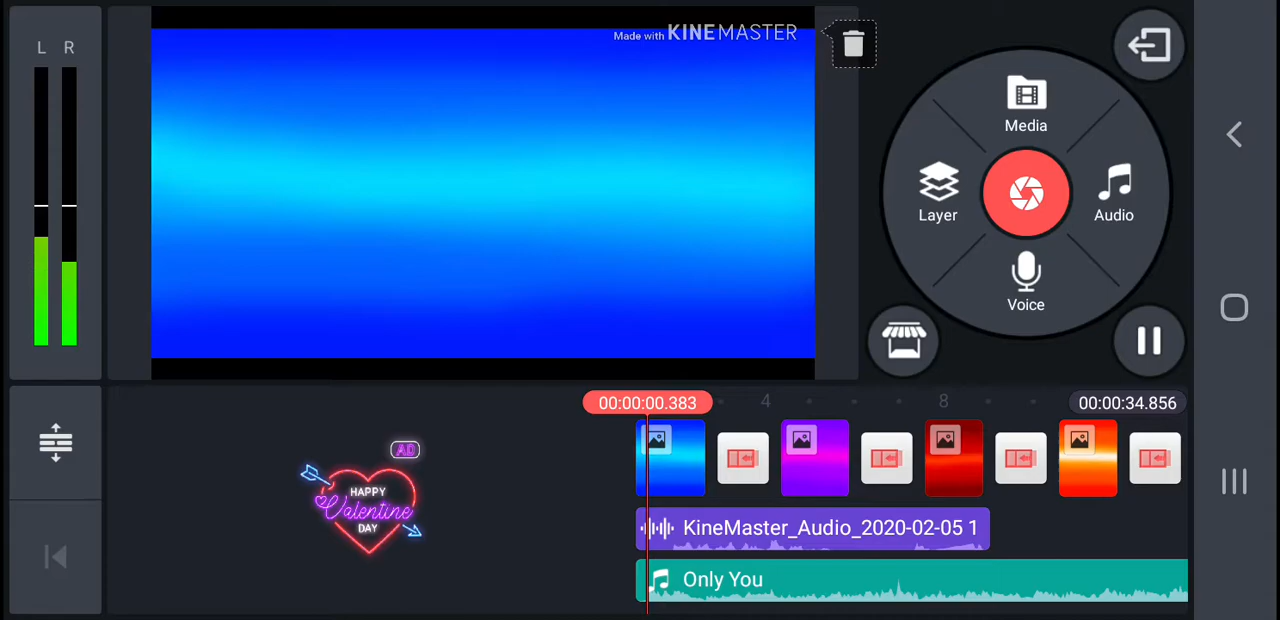 L R
Made with KINEMASTER
Media
Layer
Audio
Voice
00:00:00.383
4
8
00:00:34.856
AD
HAPPY
Valentine
DAY
KineMaster_Audio_2020-02-05 1
Only You